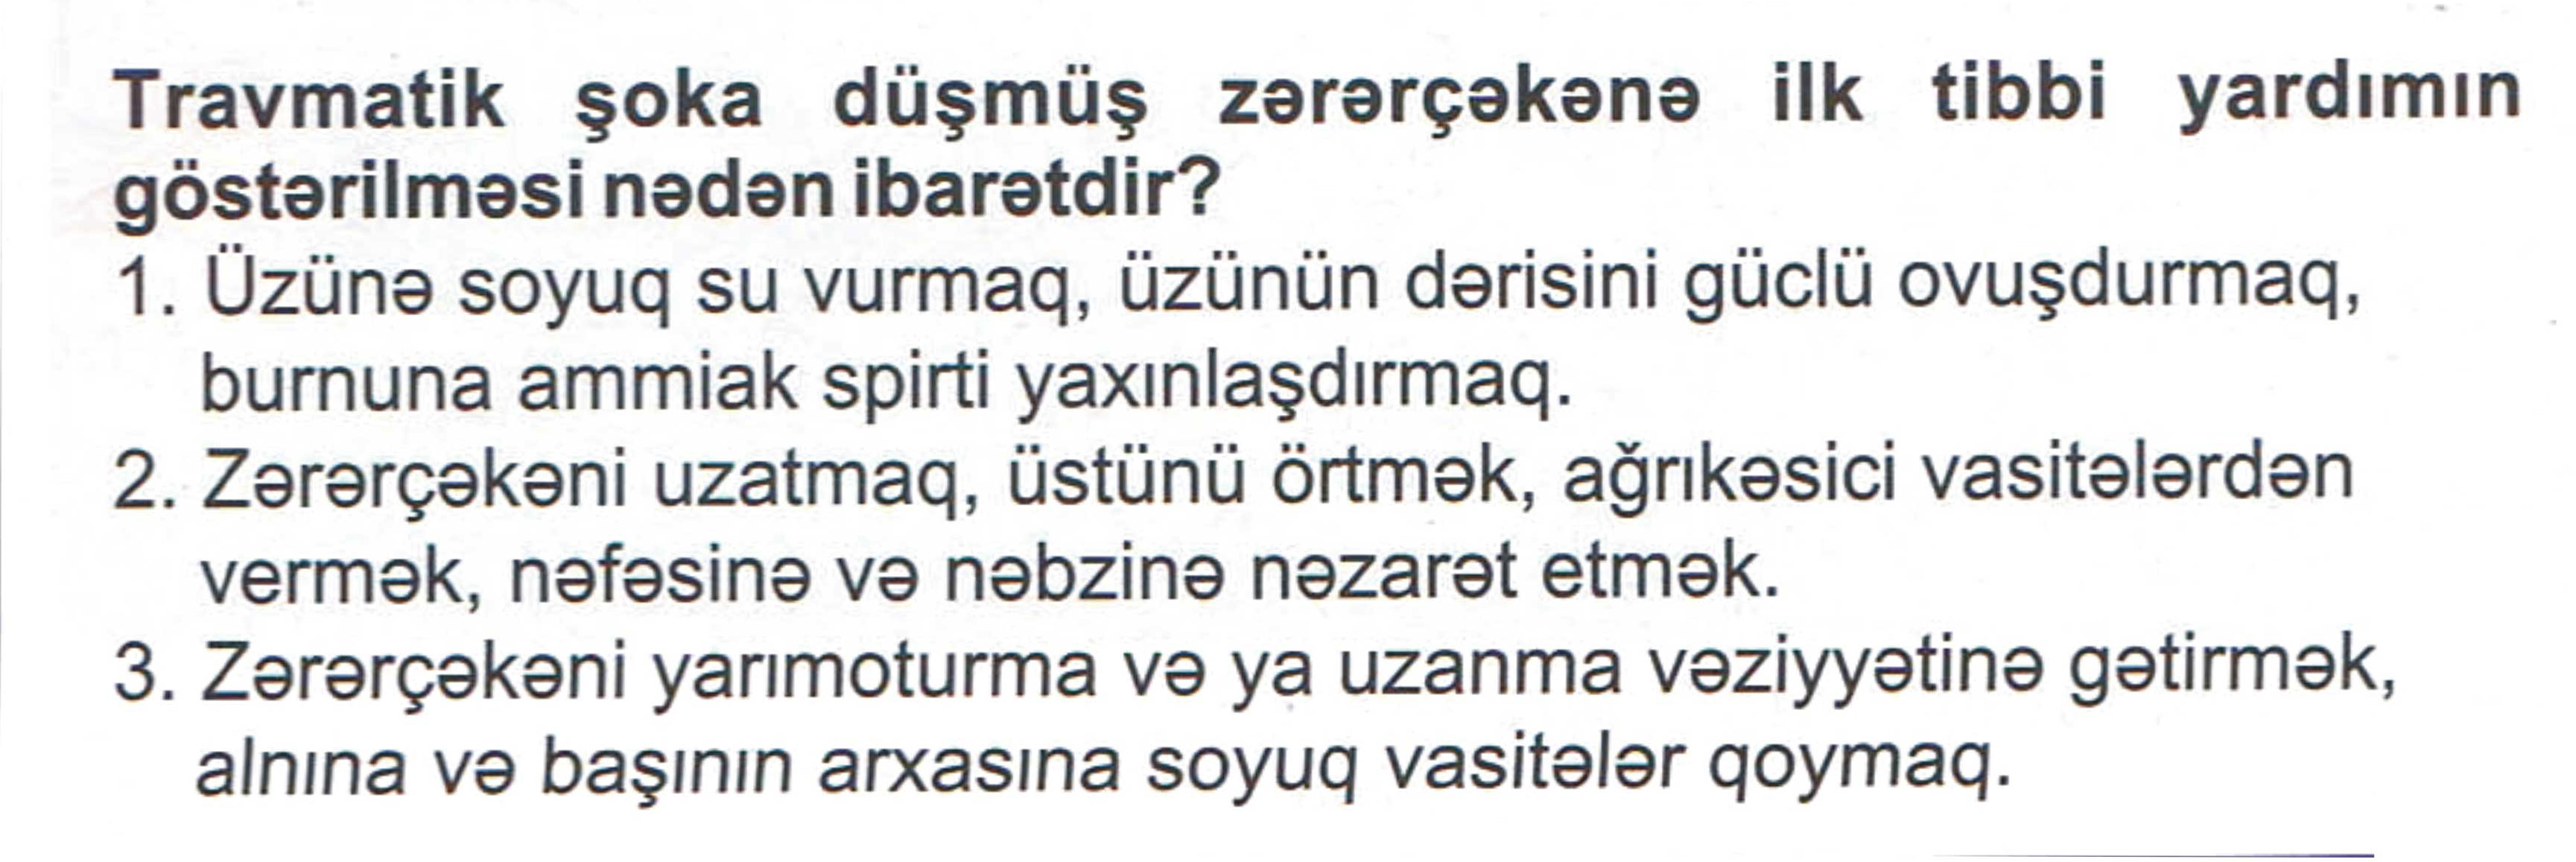 Travmatik şoka düşmüş zərərçəkənə ilk tibbi yardımın
göstərilməsi nədən ibarətdir?
1. Üzünə soyuq su vurmaq, üzünün dərisini güclü ovuşdurmaq,
burnuna ammiak spirti yaxınlaşdırmaq.
2. Zərərçəkəni uzatmaq, üstünü örtmək, ağrıkəsici vasitələrdən
vermək, nəfəsinə və nəbzinə nəzarət etmək.
3. Zərərçəkəni yarımoturma və ya uzanma vəziyyətinə gətirmək,
alnına və başının arxasına soyuq vasitələr qoymaq.